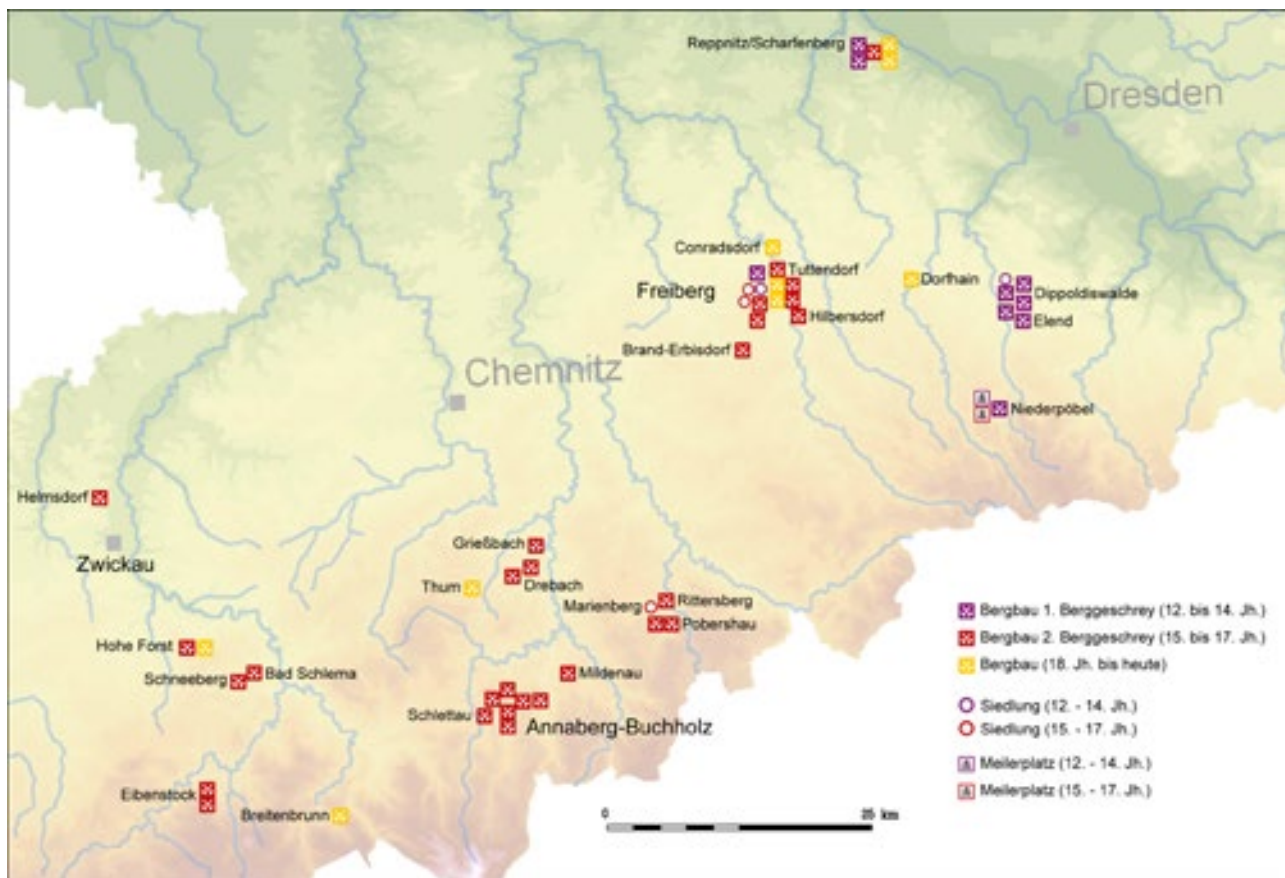 Reppnitz/Scharfenberg
Dresden
Conradsdorf
Tuttendorf
Freiberg
Dorfhain
Dippoldiswalde
Hilbersdorf
Elend
Brand-Erbisdorf
Chemnitz
Niederpöbel
Helmsdorf
Zwickau
Grießbach
Thum
Drebach
Marienberg
Rittersberg
Pobershau
Hohe Forst
Bad Schlema
Schneeberg
Mildenau
Schlettau
Annaberg-Buchholz
Eibenstock
Breitenbrunn
Bergbau 1. Berggeschrey (12. bis 14. Jh.)
Bergbau 2. Berggeschrey (15. bis 17. Jh.)
Bergbau (18. Jh. bis heute)
Siedlung (12. - 14. Jh.)
Siedlung (15. - 17. Jh.)
Meilerplatz (12. - 14. Jh.)
Meilerplatz (15. - 17. Jh.)
0 25 km